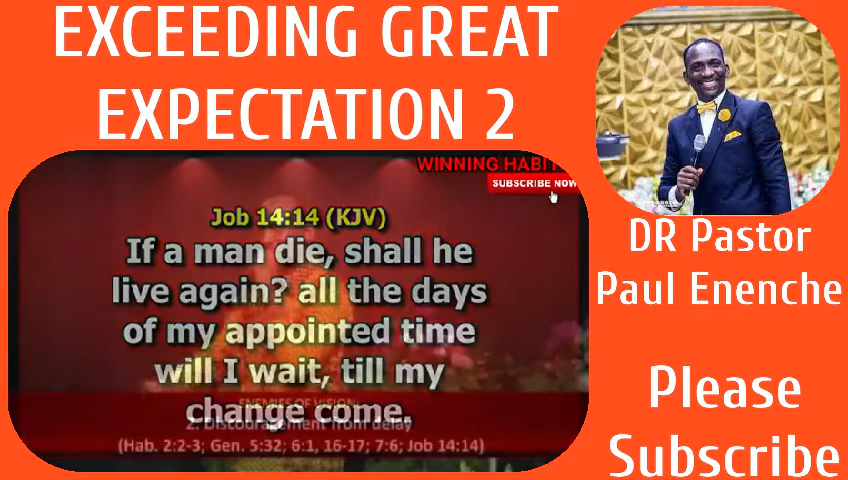 EXCEEDING GREAT
EXPECTATION 2
WINNING HABIT
SUBSCRIBE NOW
Job 14:14 (KJV)
If a man die, shall he
live again? all the days
of my appointed time
will I wait, till my
change come.
ENEMIES OF VISION:
2. Discouragement from delay
(Hab. 2:2-3; Gen. 5:32; 6:1, 16-17; 7:6; Job 14:14)
DR Pastor
Paul Enenche
Please
Subscribe